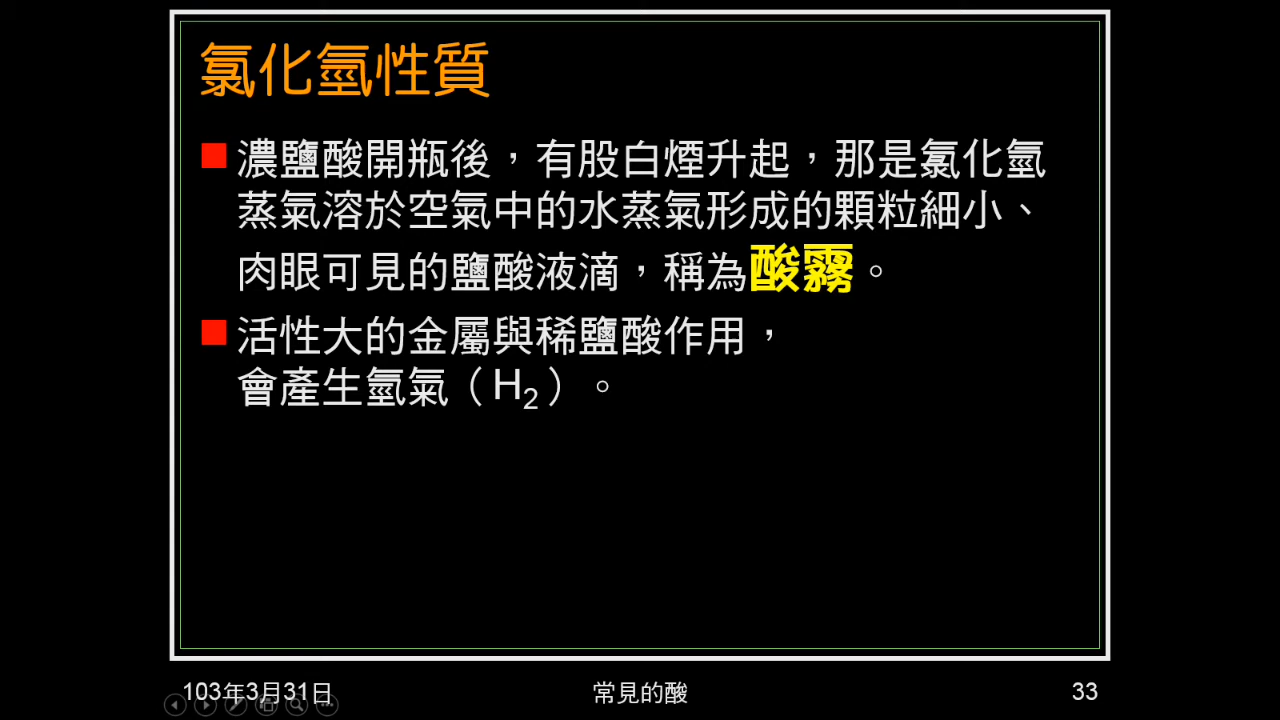 氯化氫性質
濃鹽酸開瓶後，有股白煙升起，那是氯化氫
蒸氣溶於空氣中的水蒸氣形成的顆粒細小、
肉眼可見的鹽酸液滴，稱為酸霧。
活性大的金屬與稀鹽酸作用，
會產生氫氣（H₂）。
103年3月31日
常見的酸
33